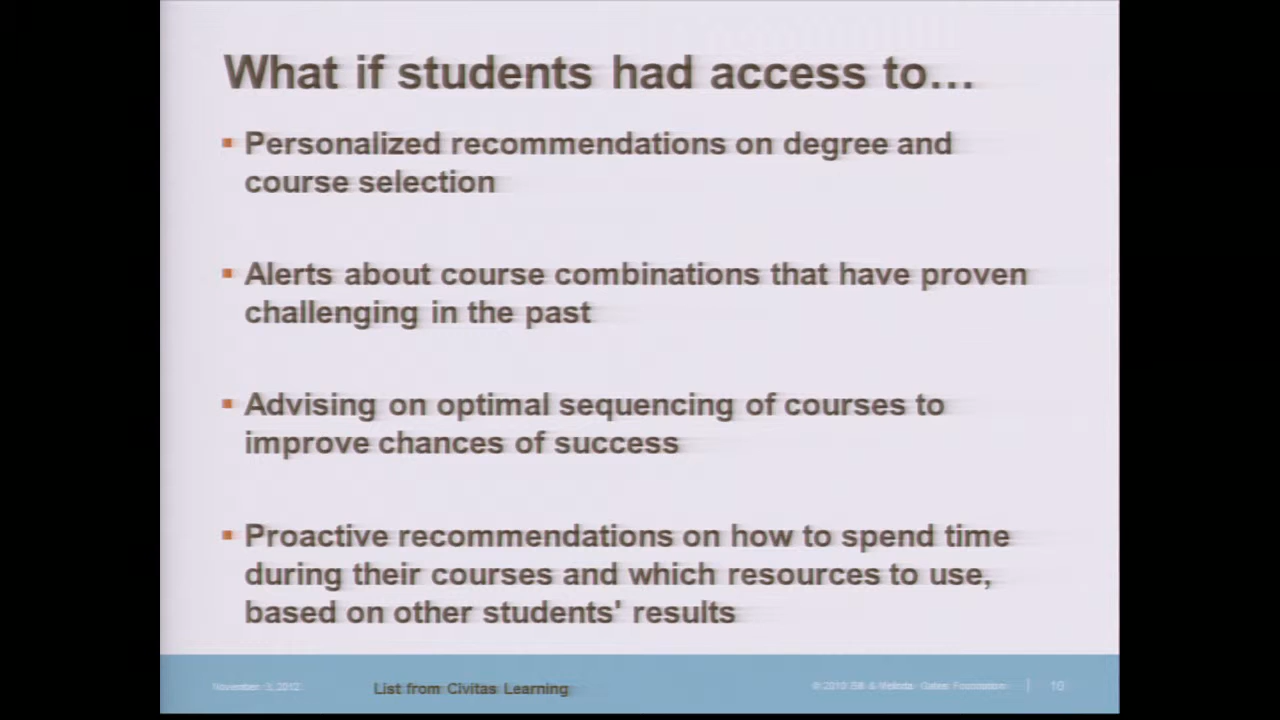 What if students had access to...
▪ Personalized recommendations on degree and
course selection
▪ Alerts about course combinations that have proven
challenging in the past
▪ Advising on optimal sequencing of courses to
improve chances of success
▪ Proactive recommendations on how to spend time
during their courses and which resources to use,
based on other students' results
November 3, 2012
List from Civitas Learning
© 2010 Bill & Melinda Gates Foundation | 10